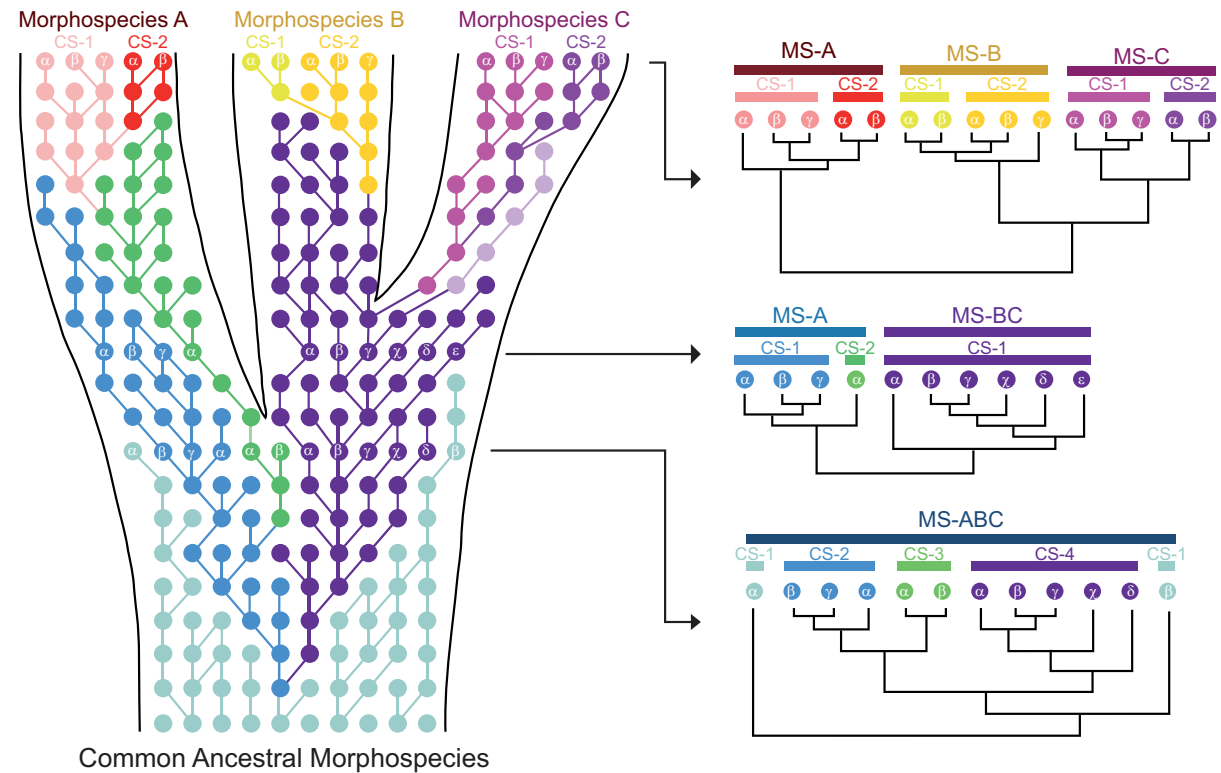 Morphospecies A
Morphospecies B
Morphospecies C
CS-1 CS-2
CS-1 CS-2
CS-1 CS-2
α β γ α β
α β α β γ
α β γ α β
α β γ α
α β γ χ δ ε
α β γ α α β α β γ χ δ β
Common Ancestral Morphospecies
MS-A MS-B MS-C
CS-1 CS-2 CS-1 CS-2 CS-1 CS-2
α β γ α β α β α β γ α β γ α β
MS-A MS-BC
CS-1 CS-2 CS-1
α β γ α α β γ χ δ ε
MS-ABC
CS-1 CS-2 CS-3 CS-4 CS-1
α β γ α α β α β γ χ δ β